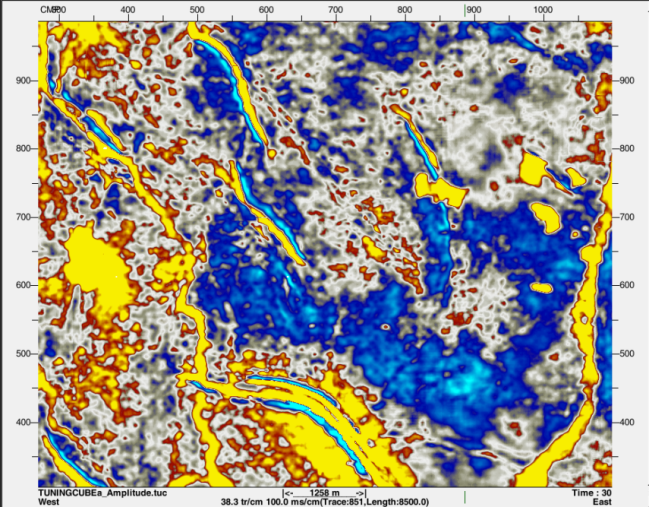 CMP 300 400 500 600 700 800 900 1000
900 900
800 800
700 700
600 600
500 500
400 400
TUNINGCUBEa_Amplitude.tuc |<- 1258 m ->| Time : 30
West 38.3 tr/cm 100.0 ms/cm(Trace:851,Length:8500.0) East